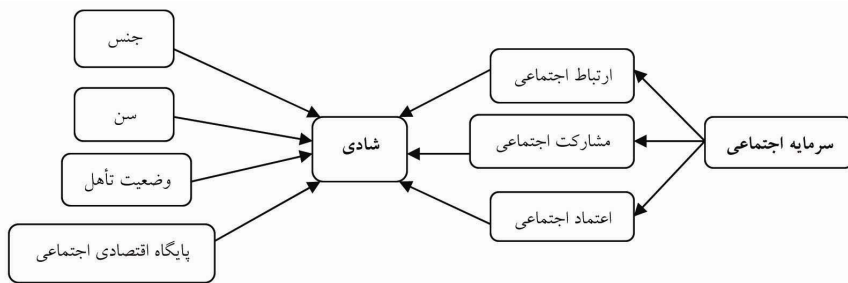 جنس
سن
وضعیت تأهل
پایگاه اقتصادی اجتماعی
شادی
ارتباط اجتماعی
مشارکت اجتماعی
اعتماد اجتماعی
سرمایه اجتماعی